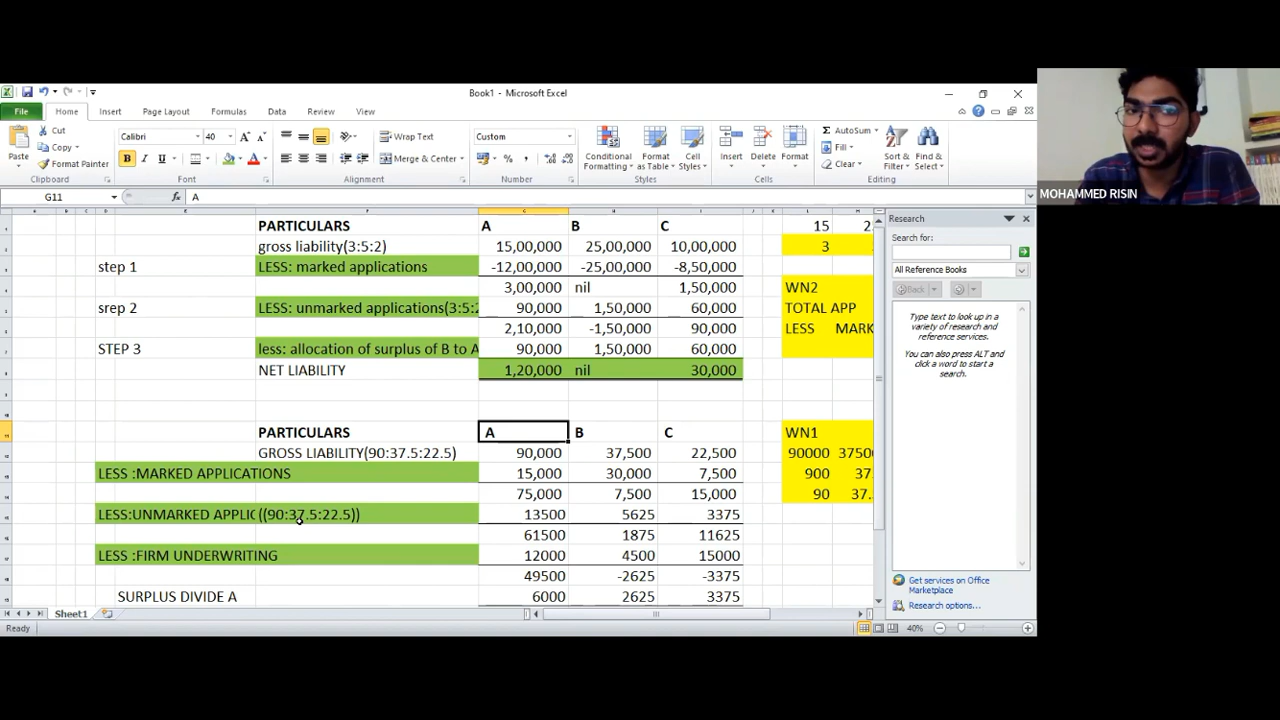 Book1 - Microsoft Excel
File Home Insert Page Layout Formulas Data Review View
Cut
Calibri 40 Wrap Text Custom AutoSum
Copy Fill
Paste Format Painter B I U Merge & Center % , Conditional Formatting Format as Table Cell Styles Insert Delete Format Clear Sort & Filter Find & Select
Clipboard Font Alignment Number Styles Cells Editing
MOHAMMED RISIN
G11 fx A
Research
PARTICULARS A B C 15
Search for:
gross liability(3:5:2) 15,00,000 25,00,000 10,00,000 3
step 1 LESS: marked applications -12,00,000 -25,00,000 -8,50,000
All Reference Books
3,00,000 nil 1,50,000 WN2
Back
srep 2 LESS: unmarked applications(3:5:2 90,000 1,50,000 60,000 TOTAL APP
2,10,000 -1,50,000 90,000 LESS MARK
STEP 3 less: allocation of surplus of B to A 90,000 1,50,000 60,000
NET LIABILITY 1,20,000 nil 30,000
Type text to look up in a
variety of research and
reference services.
You can also press ALT and
click a word to start a
search.
PARTICULARS A B C WN1
GROSS LIABILITY(90:37.5:22.5) 90,000 37,500 22,500 90000 3750
LESS :MARKED APPLICATIONS 15,000 30,000 7,500 900 37.
75,000 7,500 15,000 90 37.
LESS:UNMARKED APPLIC ((90:37.5:22.5)) 13500 5625 3375
61500 1875 11625
LESS :FIRM UNDERWRITING 12000 4500 15000
49500 -2625 -3375
SURPLUS DIVIDE A 6000 2625 3375
Get services on Office
Marketplace
Research options...
Sheet1
Ready 40%